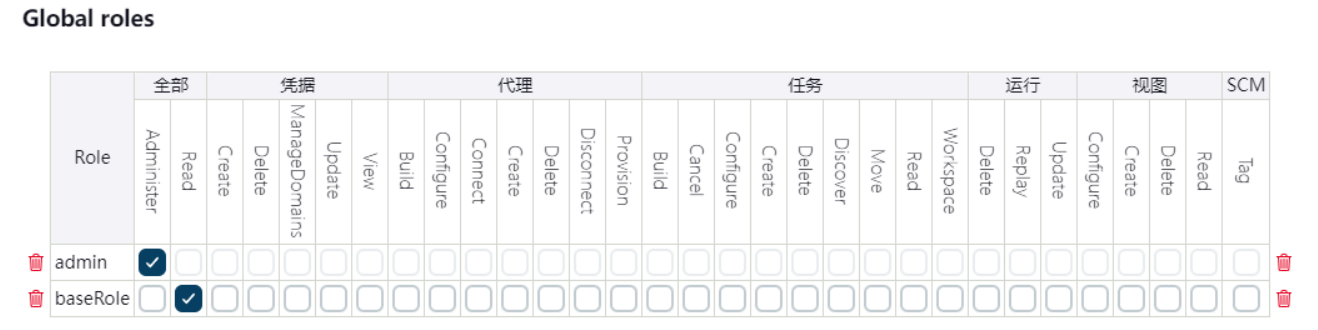 Global roles
Role 全部 凭据 代理 任务 运行 视图 SCM
Administer Read Create Delete ManageDomains Update View Build Configure Connect Create Delete Disconnect Provision Build Cancel Configure Create Delete Discover Move Read Workspace Delete Replay Update Configure Create Delete Read Tag
admin
baseRole